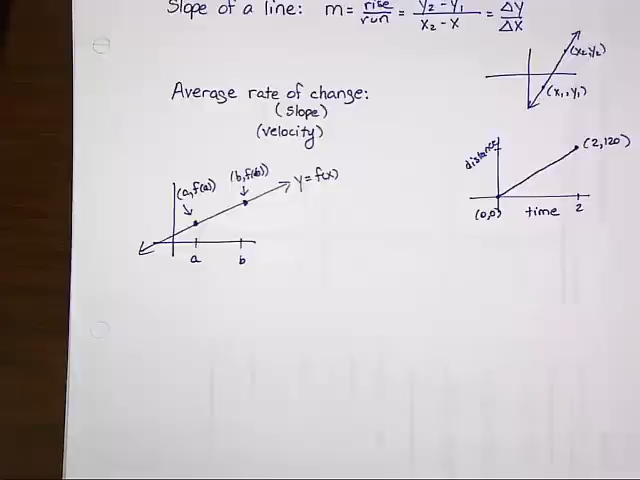 Slope of a line: m = rise/run = y₂ - y₁ / x₂ - x = Δy/Δx
(x₂, y₂)
(x₁, y₁)
Average rate of change:
(slope)
(velocity)
distance
(2, 120)
(0,0)
time
2
(a, f(a))
(b, f(b))
y = f(x)
a
b